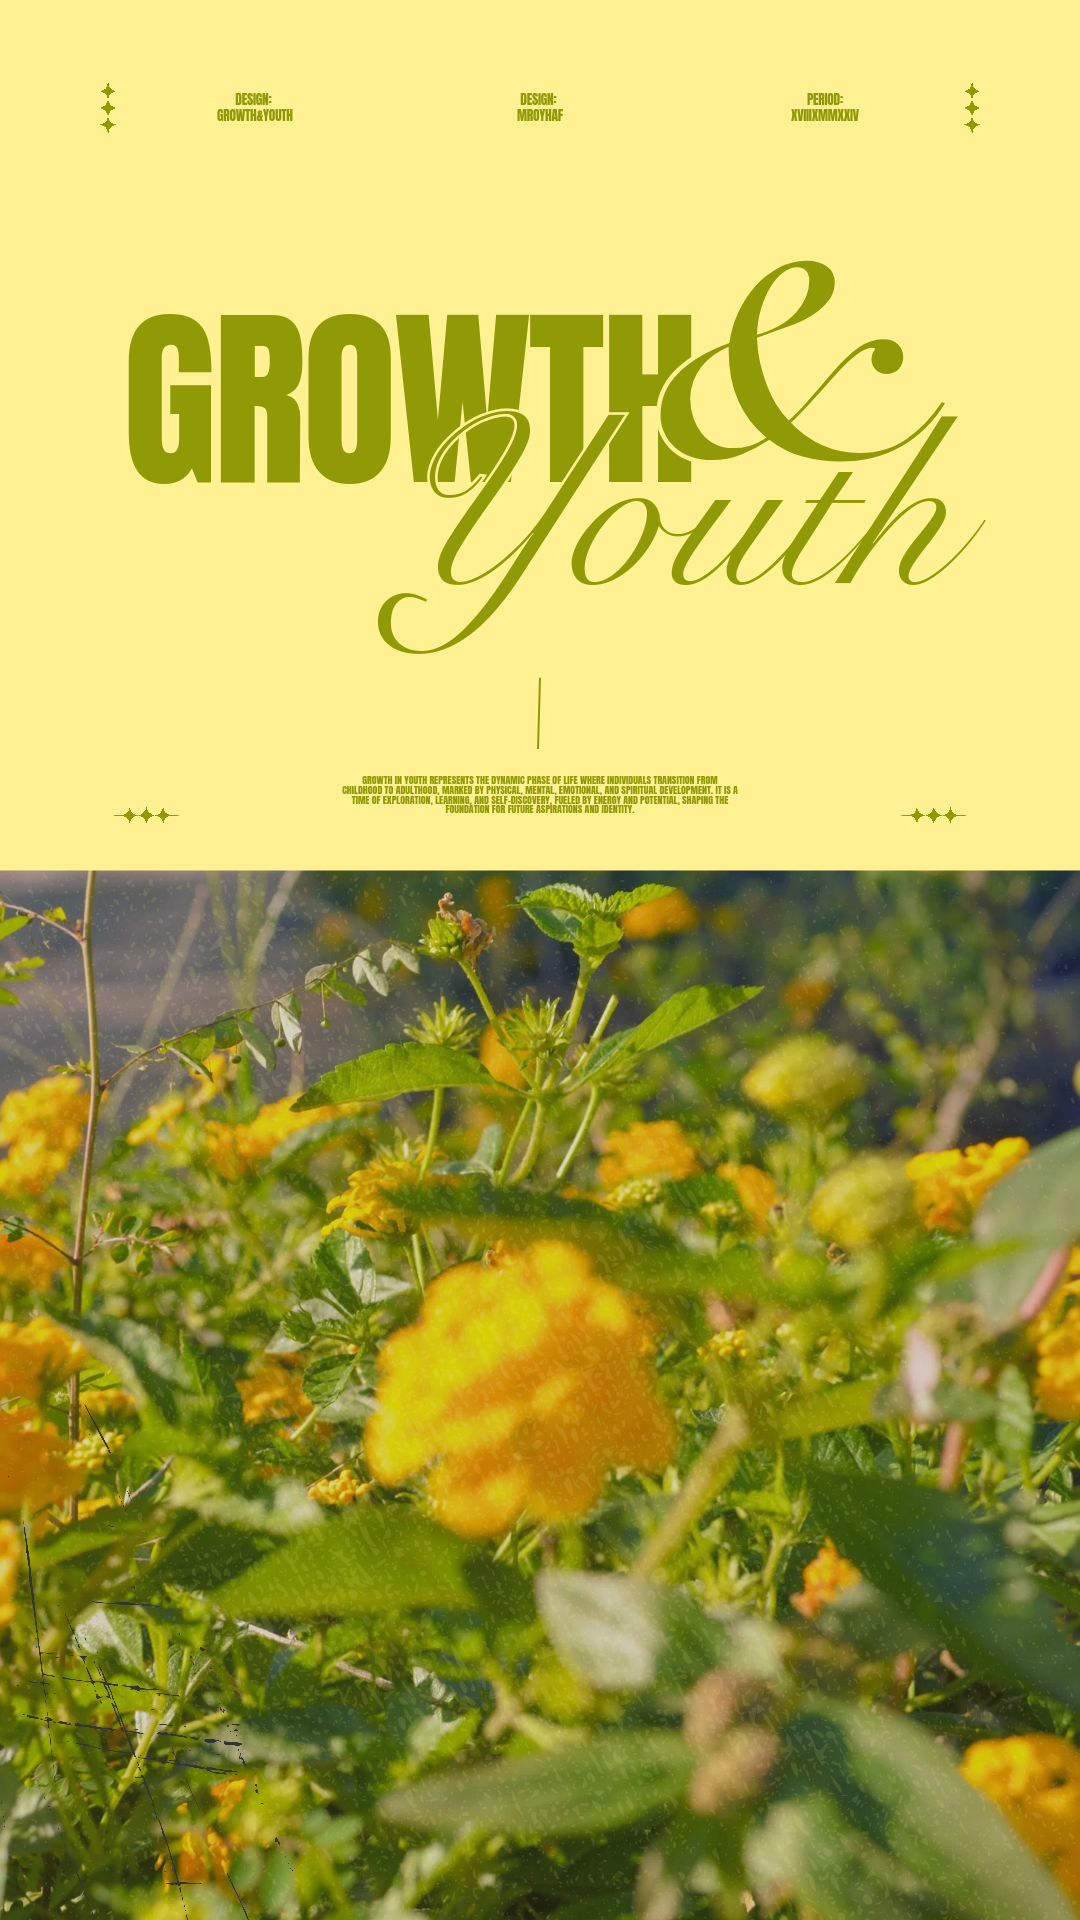 DESIGN:
GROWTH&YOUTH
DESIGN:
MROYHAF
PERIOD:
XVIIIXMMXXIV
GROWTH &
Youth
GROWTH IN YOUTH REPRESENTS THE DYNAMIC PHASE OF LIFE WHERE INDIVIDUALS TRANSITION FROM
CHILDHOOD TO ADULTHOOD, MARKED BY PHYSICAL, MENTAL, EMOTIONAL, AND SPIRITUAL DEVELOPMENT. IT IS A
TIME OF EXPLORATION, LEARNING, AND SELF-DISCOVERY, FUELED BY ENERGY AND POTENTIAL, SHAPING THE
FOUNDATION FOR FUTURE ASPIRATIONS AND IDENTITY.